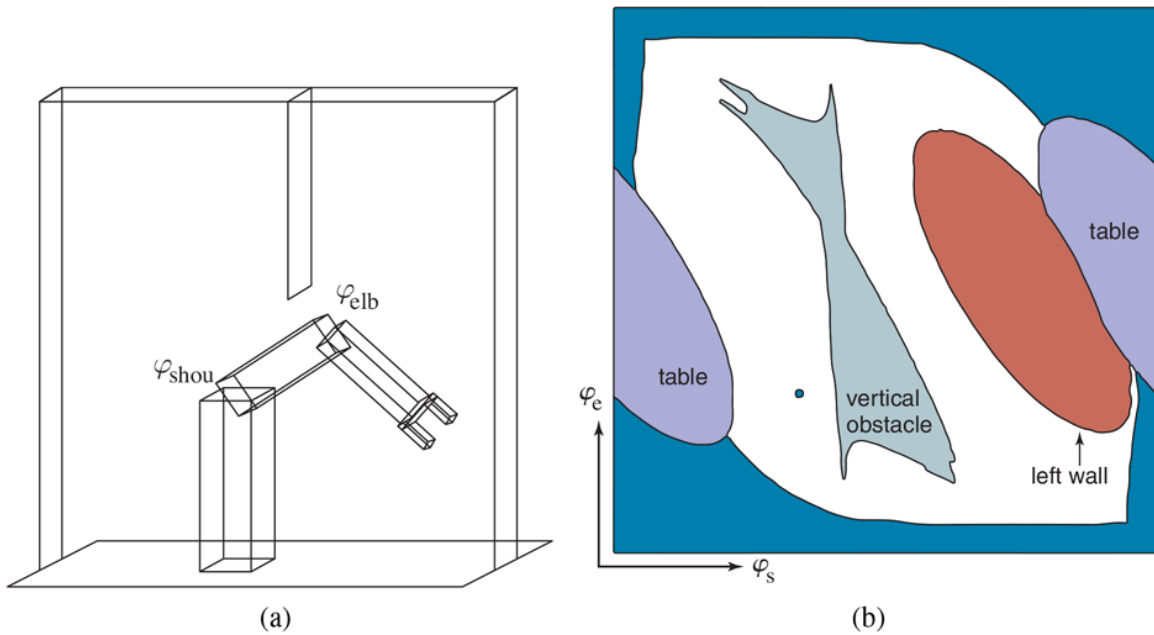 φelb
φshou
(a)
table
table
vertical
obstacle
left wall
φe
φs
(b)